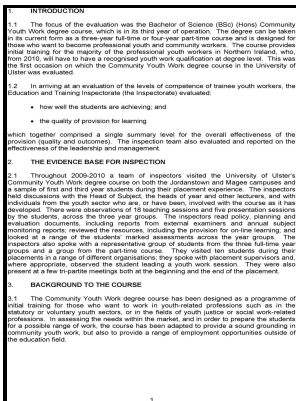 1. INTRODUCTION
1.1 The focus of the evaluation was the Bachelor of Science (BSc) (Hons) Community
Youth Work degree course, which is in its third year of operation. The degree can be taken
in its current form as a three-year full-time or four-year part-time course and is designed for
those who want to become professional youth and community workers. The course provides
initial training for the majority of the professional youth workers in Northern Ireland, who,
from 2010, will have to have a recognised youth work qualification at degree level. This was
the first occasion on which the Community Youth Work degree course in the University of
Ulster was evaluated.
1.2 In arriving at an evaluation of the levels of competence of trainee youth workers, the
Education and Training Inspectorate (the Inspectorate) evaluated:
• how well the students are achieving; and
• the quality of provision for learning
which together comprised a single summary level for the overall effectiveness of the
provision (quality and outcomes). The inspection team also evaluated and reported on the
effectiveness of the leadership and management.
2. THE EVIDENCE BASE FOR INSPECTION
2.1 Throughout 2009-2010 a team of inspectors visited the University of Ulster's
Community Youth Work degree course on both the Jordanstown and Magee campuses and
a sample of first and third year students during their placement experience. The inspectors
held discussions with the Head of Subject, the heads of year and other lecturers, and with
individuals from the youth sector who are, or have been, involved with the course as it has
developed. There were observations of 18 teaching sessions and five presentation sessions
by the students, across the three year groups. The inspectors read policy, planning and
evaluation documents, including reports from external examiners and annual subject
monitoring reports; reviewed the resources, including the provision for on-line learning; and
looked at a range of the students' marked assessments across the year groups. The
inspectors also spoke with a representative group of students from the three full-time year
groups and a group from the part-time course. They visited ten students during their
placements in a range of different organisations; they spoke with placement supervisors and,
where appropriate, observed the student leading a youth work session. They were also
present at a few tri-partite meetings both at the beginning and the end of the placement.
3. BACKGROUND TO THE COURSE
3.1 The Community Youth Work degree course has been designed as a programme of
initial training for those who want to work in youth-related professions such as in the
statutory or voluntary youth sectors, or in the fields of youth justice or social work-related
professions. In assessing the needs within the market, and in order to prepare the students
for a possible range of work, the course has been adapted to provide a sound grounding in
community youth work, but also to provide a range of employment opportunities outside of
the education field.
1